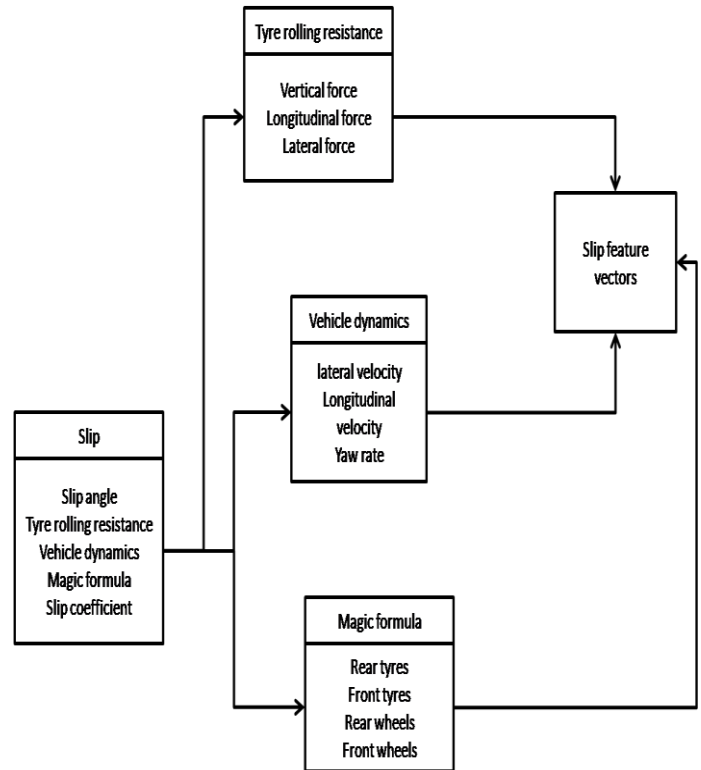 Tyre rolling resistance
Vertical force
Longitudinal force
Lateral force
Slip feature
vectors
Vehicle dynamics
lateral velocity
Longitudinal
velocity
Yaw rate
Slip
Slip angle
Tyre rolling resistance
Vehicle dynamics
Magic formula
Slip coefficient
Magic formula
Rear tyres
Front tyres
Rear wheels
Front wheels